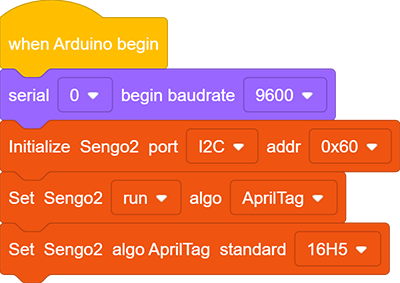 when Arduino begin
serial 0 begin baudrate 9600
Initialize Sengo2 port I2C addr 0x60
Set Sengo2 run algo AprilTag
Set Sengo2 algo AprilTag standard 16H5